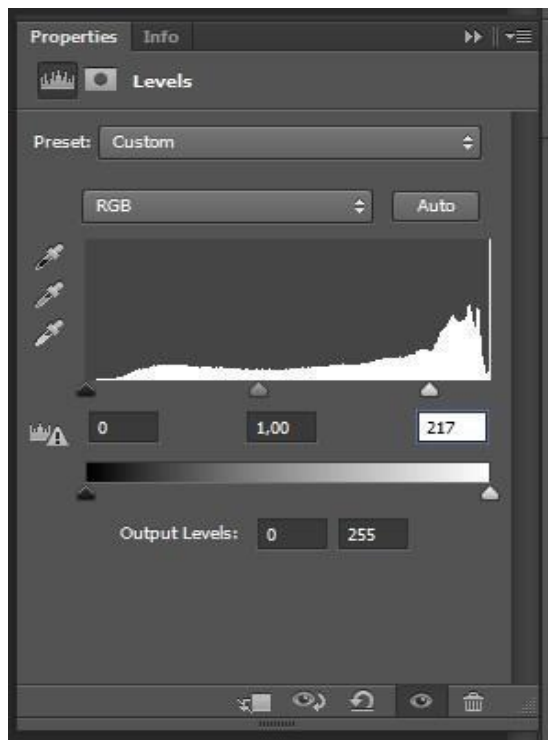 Properties Info
Levels
Preset: Custom
RGB Auto
0 1,00 217
Output Levels: 0 255